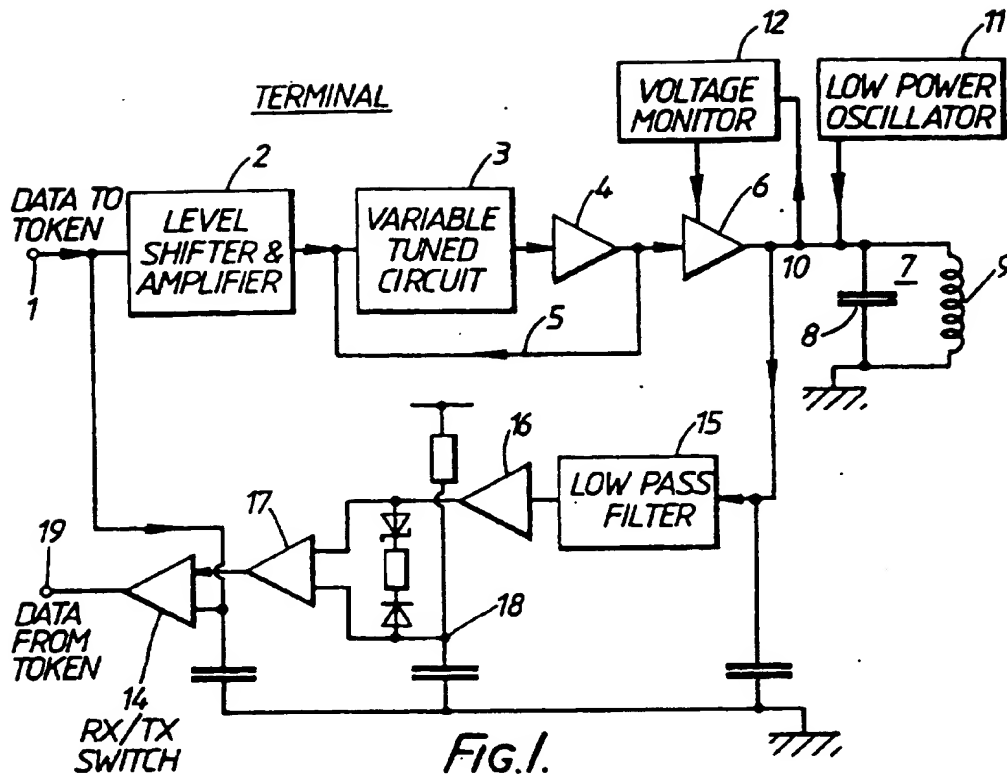 12
11
TERMINAL
VOLTAGE
MONITOR
LOW POWER
OSCILLATOR
2
3
4
6
DATA TO
TOKEN
1
LEVEL
SHIFTER &
AMPLIFIER
VARIABLE
TUNED
CIRCUIT
10
7
9
8
5
16
15
LOW PASS
FILTER
17
18
19
DATA
FROM
TOKEN
14
RX/TX
SWITCH
FIG.1.